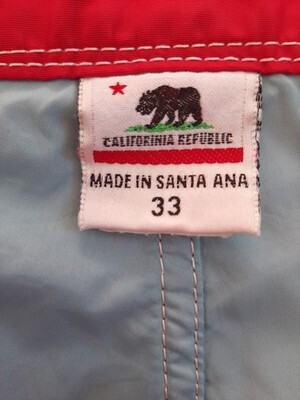 CALIFORINIA REPUBLIC
MADE IN SANTA ANA
33